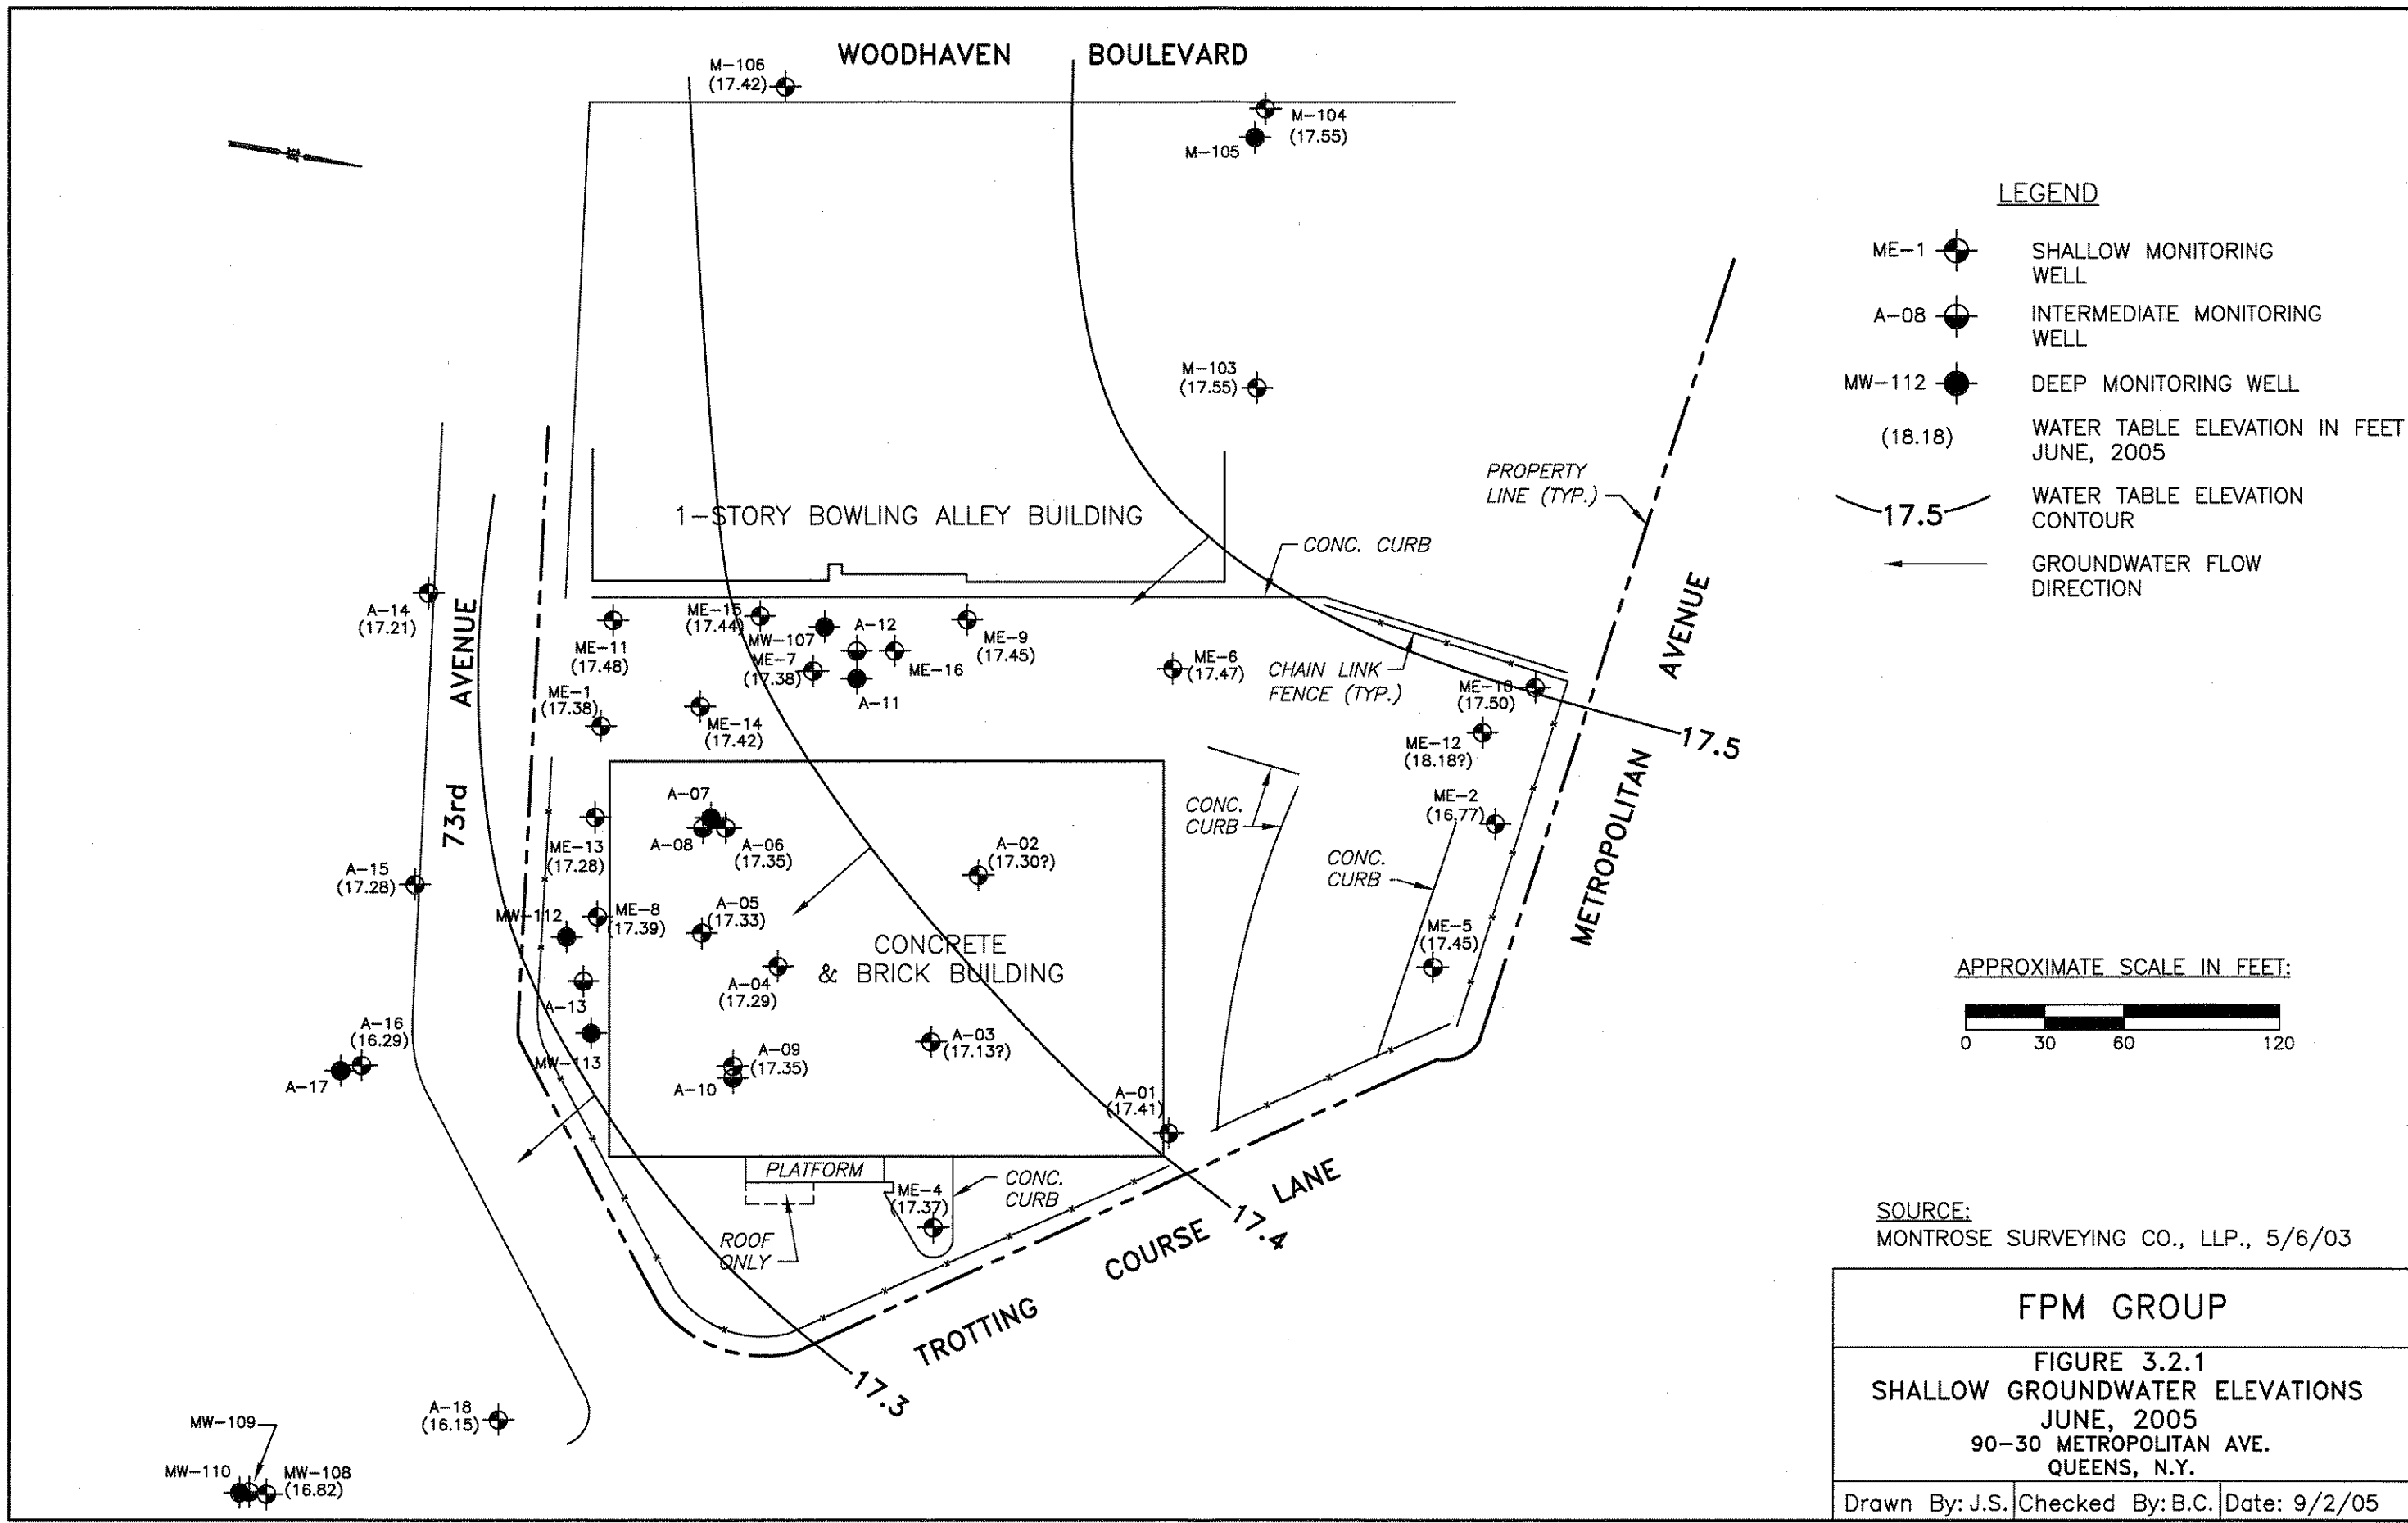 WOODHAVEN BOULEVARD
M-106
(17.42)
M-104
(17.55)
M-105
M-103
(17.55)
PROPERTY
LINE (TYP.)
1-STORY BOWLING ALLEY BUILDING
CONC. CURB
A-14
(17.21)
73rd AVENUE
ME-11
(17.48)
ME-15
(17.44)
MW-107
A-12
ME-16
ME-9
(17.45)
ME-7
(17.38)
A-11
ME-6
(17.47)
CHAIN LINK
FENCE (TYP.)
ME-10
(17.50)
METROPOLITAN AVENUE
ME-1
(17.38)
ME-14
(17.42)
ME-12
(18.18?)
17.5
A-07
A-08
A-06
(17.35)
ME-13
(17.28)
A-02
(17.30?)
CONC.
CURB
ME-2
(16.77)
CONC.
CURB
A-15
(17.28)
MW-112
ME-8
(17.39)
A-05
(17.33)
CONCRETE
& BRICK BUILDING
ME-5
(17.45)
A-04
(17.29)
A-13
A-16
(16.29)
A-17
MW-113
A-09
(17.35)
A-10
A-03
(17.13?)
A-01
(17.41)
PLATFORM
ME-4
(17.37)
CONC.
CURB
ROOF
ONLY
TROTTING COURSE LANE
17.4
17.3
A-18
(16.15)
MW-109
MW-110
MW-108
(16.82)
LEGEND
ME-1 SHALLOW MONITORING
WELL
A-08 INTERMEDIATE MONITORING
WELL
MW-112 DEEP MONITORING WELL
(18.18) WATER TABLE ELEVATION IN FEET
JUNE, 2005
17.5 WATER TABLE ELEVATION
CONTOUR
GROUNDWATER FLOW
DIRECTION
APPROXIMATE SCALE IN FEET:
0 30 60 120
SOURCE:
MONTROSE SURVEYING CO., LLP., 5/6/03
FPM GROUP
FIGURE 3.2.1
SHALLOW GROUNDWATER ELEVATIONS
JUNE, 2005
90-30 METROPOLITAN AVE.
QUEENS, N.Y.
Drawn By: J.S. Checked By: B.C. Date: 9/2/05